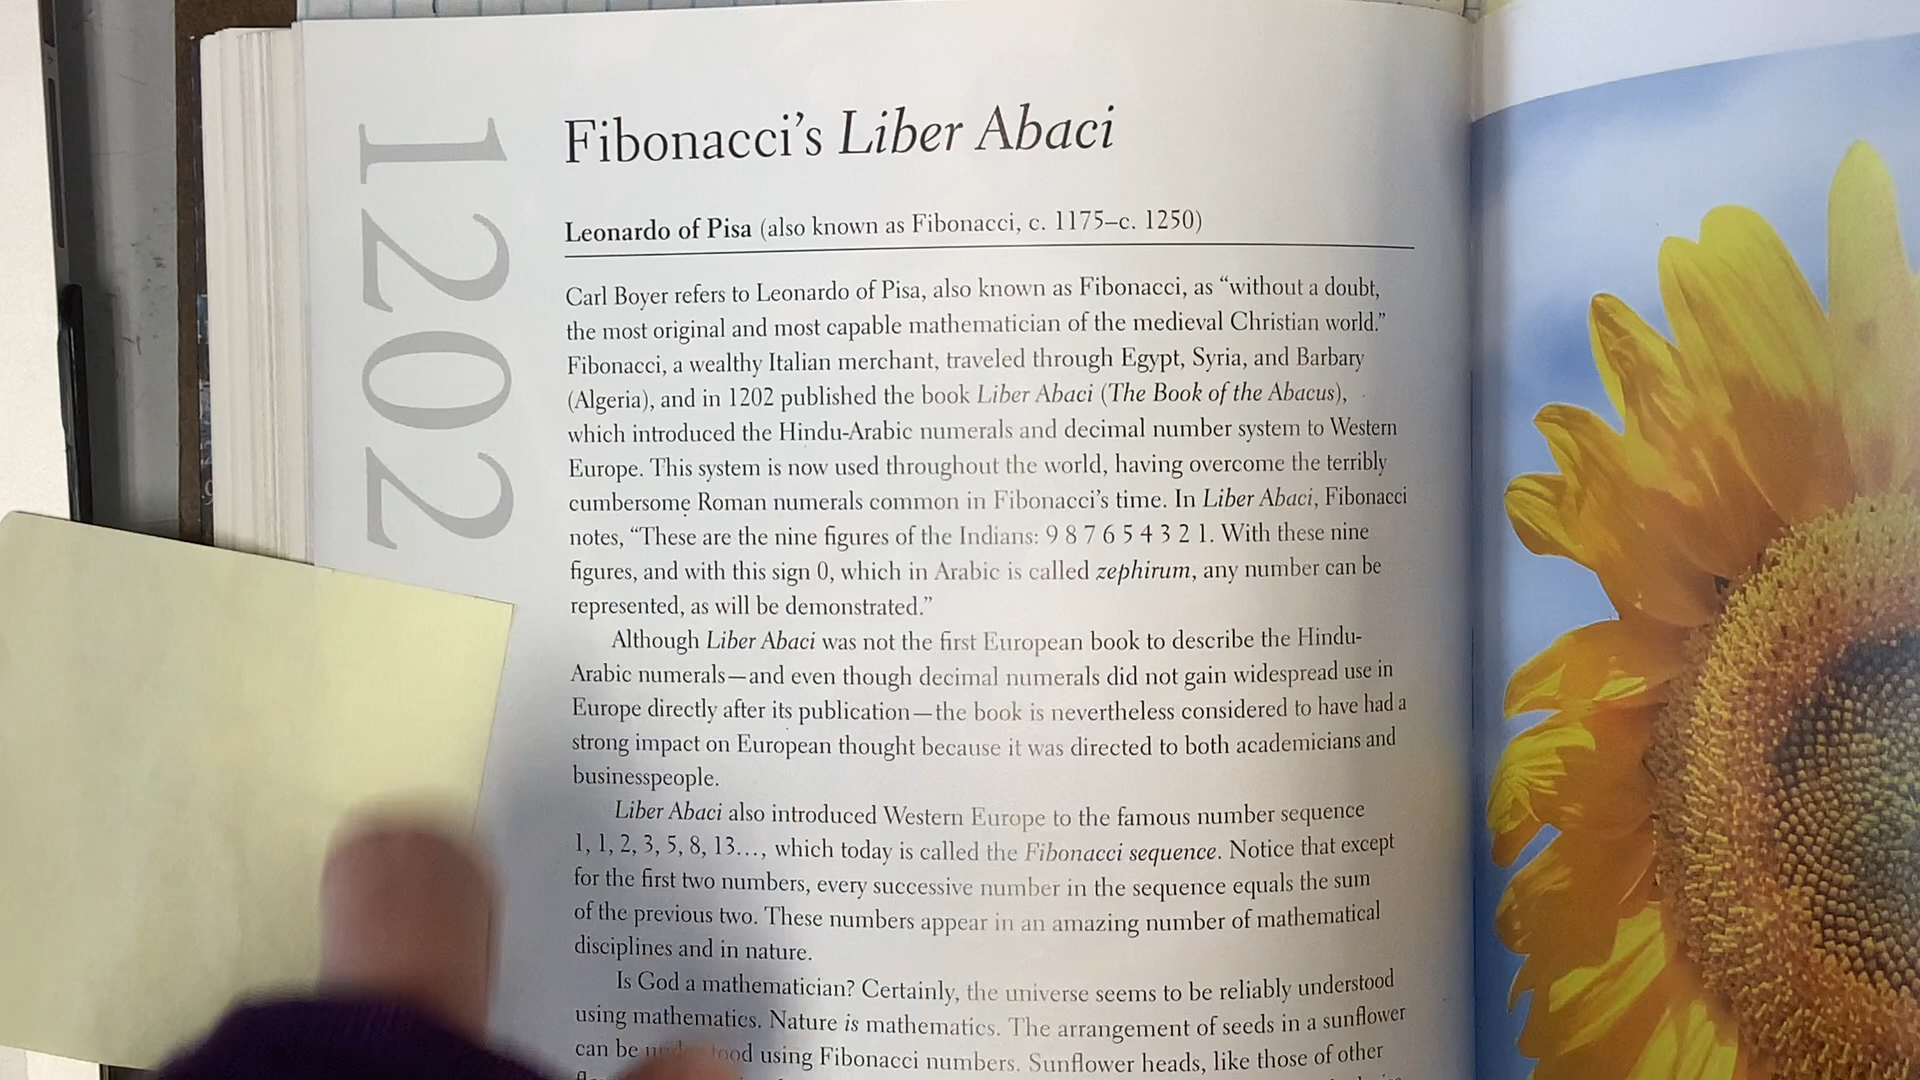 1202
Fibonacci's Liber Abaci
Leonardo of Pisa (also known as Fibonacci, c. 1175–c. 1250)
Carl Boyer refers to Leonardo of Pisa, also known as Fibonacci, as “without a doubt,
the most original and most capable mathematician of the medieval Christian world.”
Fibonacci, a wealthy Italian merchant, traveled through Egypt, Syria, and Barbary
(Algeria), and in 1202 published the book Liber Abaci (The Book of the Abacus),
which introduced the Hindu-Arabic numerals and decimal number system to Western
Europe. This system is now used throughout the world, having overcome the terribly
cumbersome Roman numerals common in Fibonacci's time. In Liber Abaci, Fibonacci
notes, “These are the nine figures of the Indians: 9 8 7 6 5 4 3 2 1. With these nine
figures, and with this sign 0, which in Arabic is called zephirum, any number can be
represented, as will be demonstrated.”
Although Liber Abaci was not the first European book to describe the Hindu-
Arabic numerals—and even though decimal numerals did not gain widespread use in
Europe directly after its publication—the book is nevertheless considered to have had a
strong impact on European thought because it was directed to both academicians and
businesspeople.
Liber Abaci also introduced Western Europe to the famous number sequence
1, 1, 2, 3, 5, 8, 13…, which today is called the Fibonacci sequence. Notice that except
for the first two numbers, every successive number in the sequence equals the sum
of the previous two. These numbers appear in an amazing number of mathematical
disciplines and in nature.
Is God a mathematician? Certainly, the universe seems to be reliably understood
using mathematics. Nature is mathematics. The arrangement of seeds in a sunflower
can be understood using Fibonacci numbers. Sunflower heads, like those of other